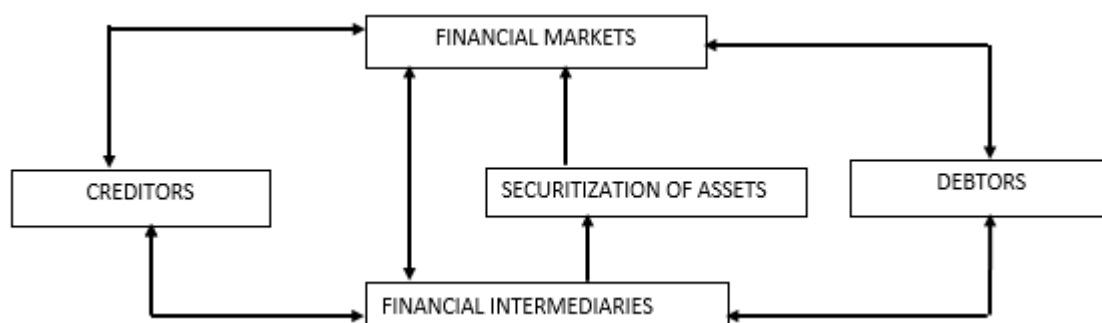 FINANCIAL MARKETS
CREDITORS
SECURITIZATION OF ASSETS
DEBTORS
FINANCIAL INTERMEDIARIES